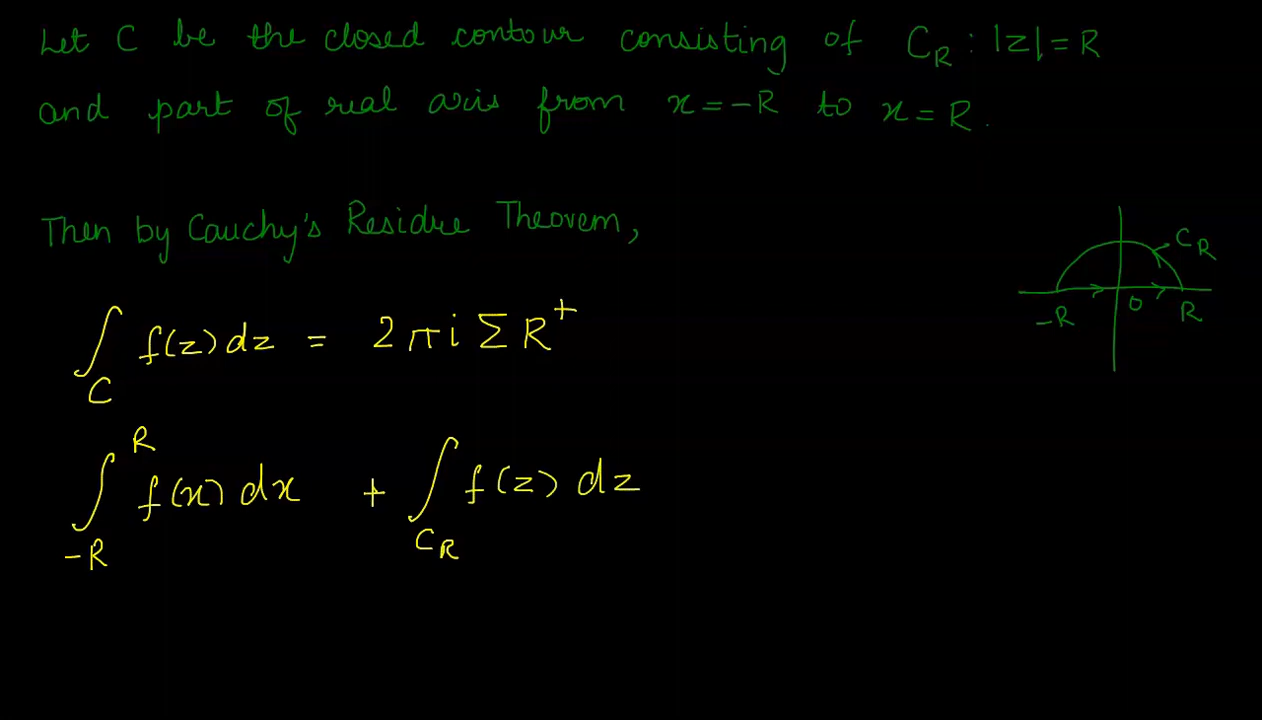 Let C be the closed contour consisting of C_R : |z| = R
and part of real axis from x = -R to x = R.
Then by Cauchy's Residue Theorem,
∫_C f(z) dz = 2πi Σ R^+
∫_{-R}^{R} f(x) dx + ∫_{C_R} f(z) dz
C_R
-R 0 R